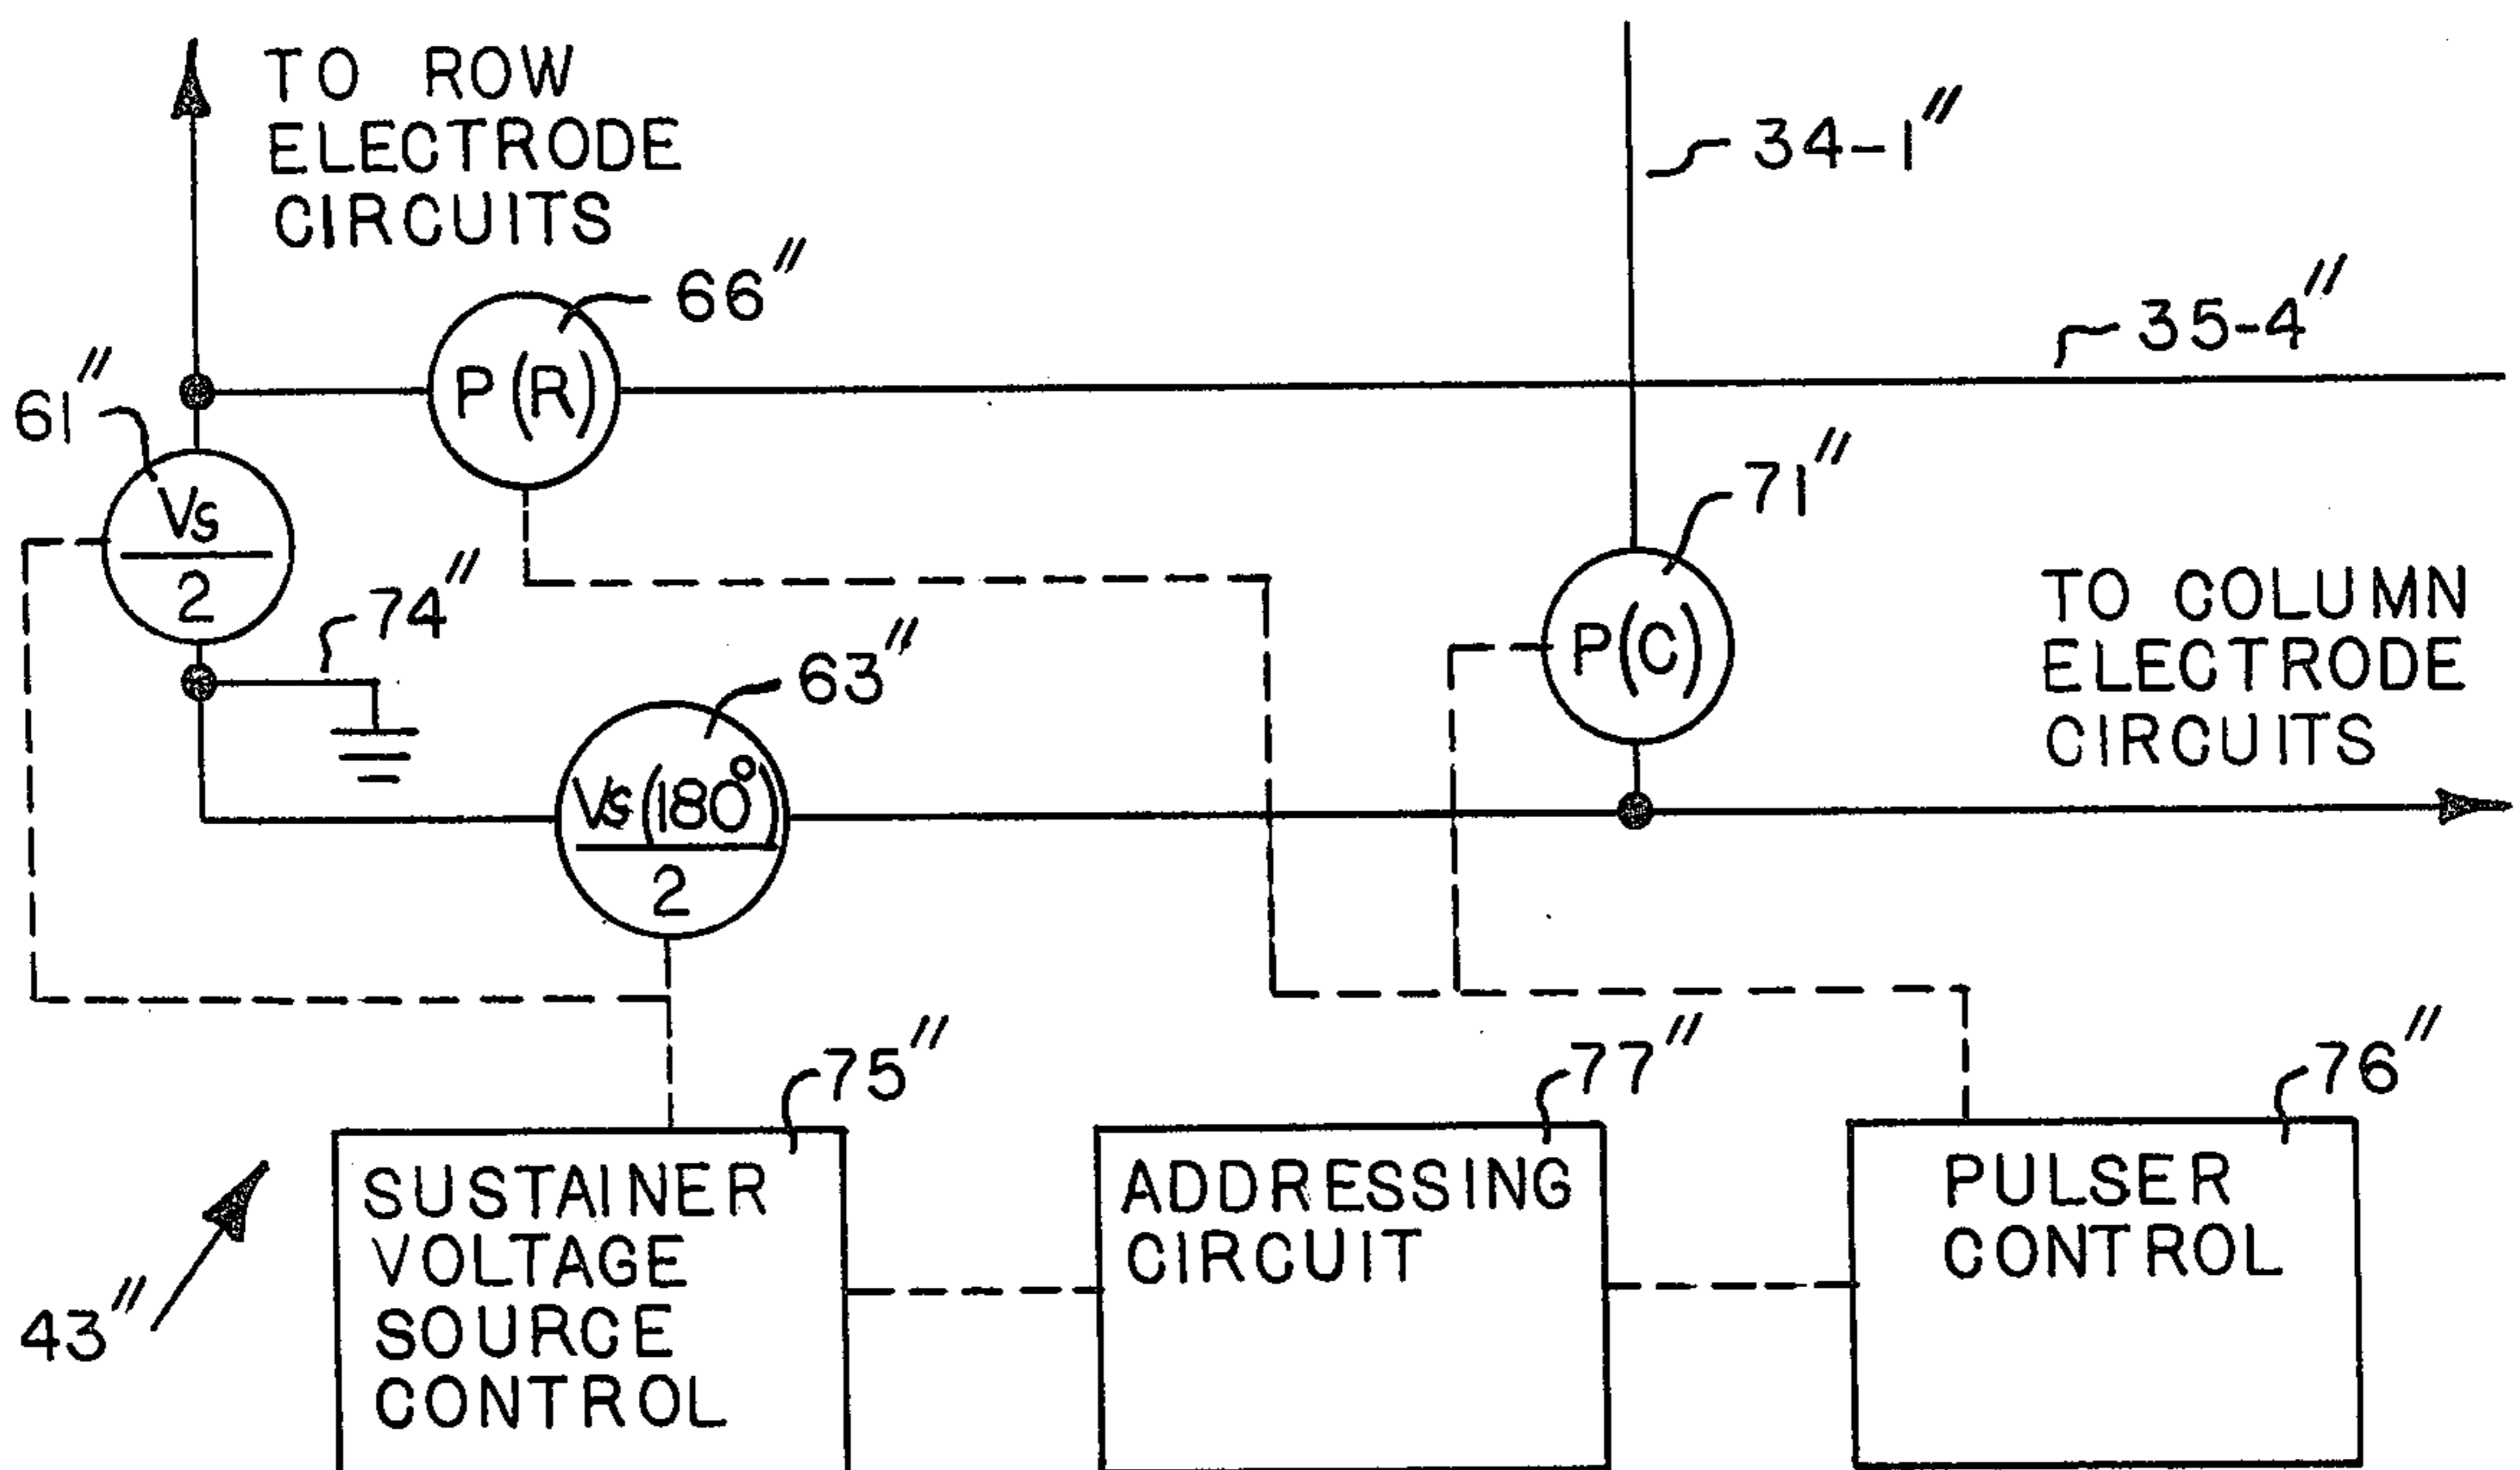 TO ROW
ELECTRODE
CIRCUITS
34-1″
66″
35-4″
P(R)
61″
71″
Vs
2
74″
TO COLUMN
ELECTRODE
CIRCUITS
P(C)
63″
Vs(180°)
2
75″
77″
76″
SUSTAINER
VOLTAGE
SOURCE
CONTROL
ADDRESSING
CIRCUIT
PULSER
CONTROL
43″